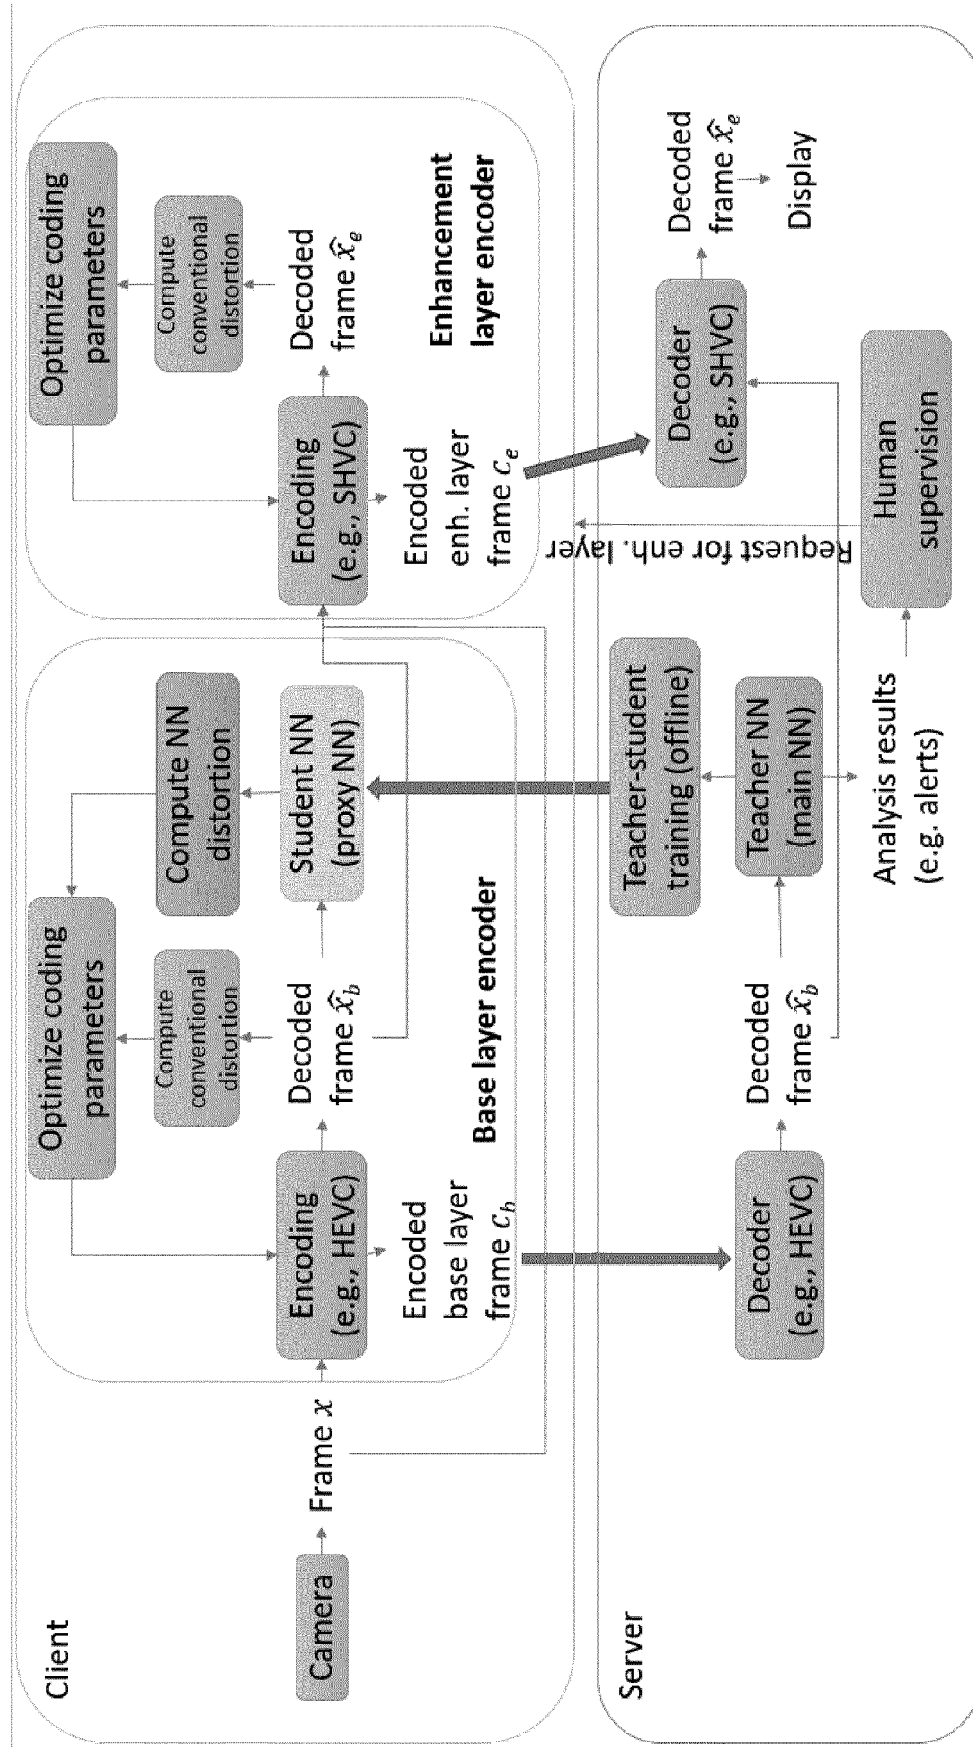 Client
Camera
Frame x
Optimize coding
parameters
Compute
conventional
distortion
Compute NN
distortion
Encoding
(e.g., HEVC)
Decoded
frame x̂_b
Student NN
(proxy NN)
Encoded
base layer
frame C_b
Base layer encoder
Optimize coding
parameters
Compute
conventional
distortion
Encoding
(e.g., SHVC)
Decoded
frame x̂_e
Encoded
enh. layer
frame C_e
Enhancement
layer encoder
Server
Decoder
(e.g., HEVC)
Decoded
frame x̂_b
Teacher-student
training (offline)
Teacher NN
(main NN)
Analysis results
(e.g. alerts)
Request for enh. layer
Human
supervision
Decoder
(e.g., SHVC)
Decoded
frame x̂_e
Display